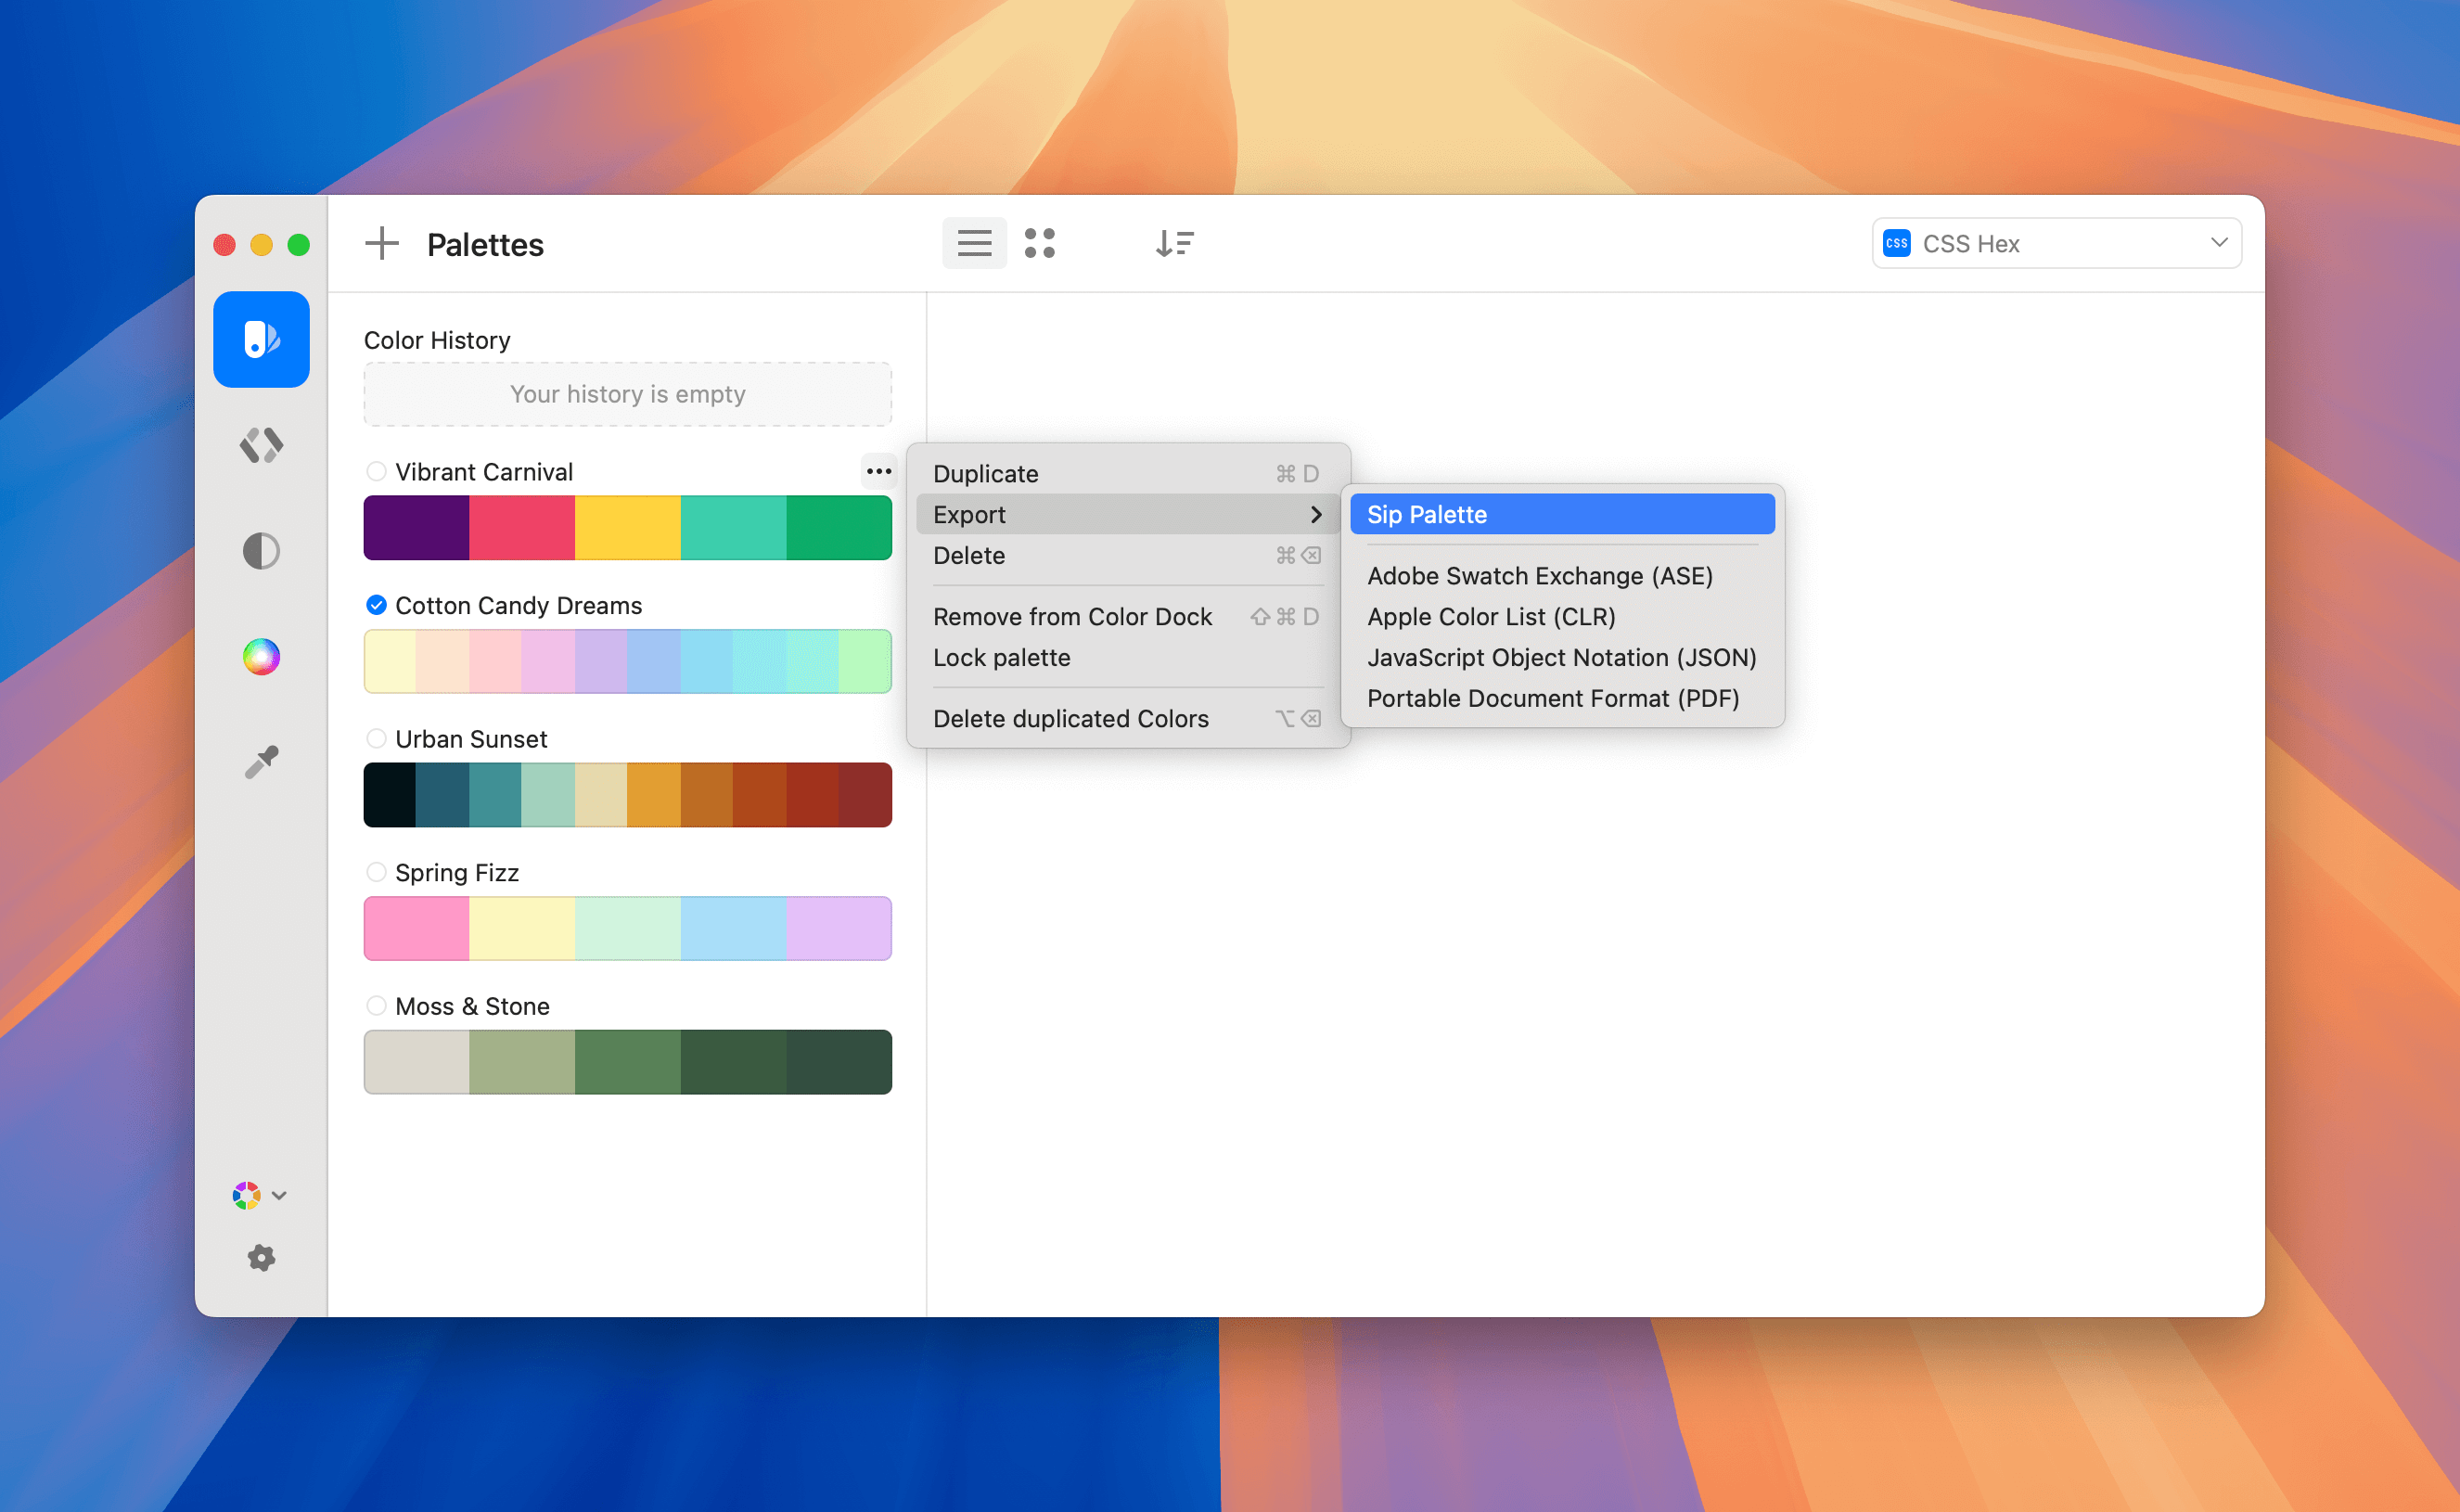 Palettes
CSS CSS Hex
Color History
Your history is empty
Vibrant Carnival
Cotton Candy Dreams
Urban Sunset
Spring Fizz
Moss & Stone
Duplicate ⌘ D
Export
Delete ⌘ ⌫
Remove from Color Dock ⇧ ⌘ D
Lock palette
Delete duplicated Colors ⌥ ⌫
Sip Palette
Adobe Swatch Exchange (ASE)
Apple Color List (CLR)
JavaScript Object Notation (JSON)
Portable Document Format (PDF)